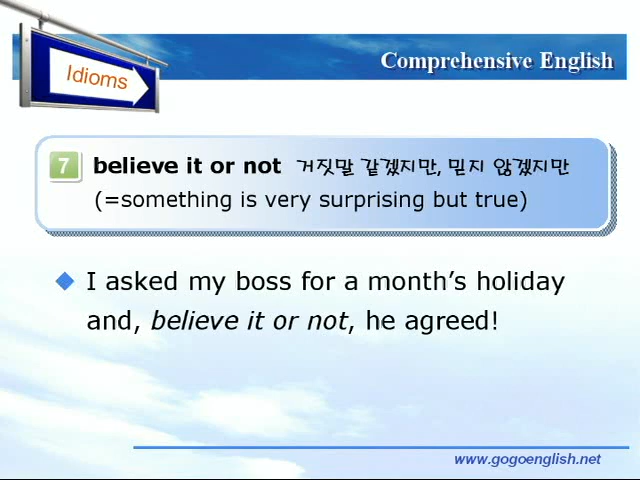 Idioms
Comprehensive English
7 believe it or not 거짓말 같겠지만, 믿지 않겠지만
(=something is very surprising but true)
I asked my boss for a month’s holiday
and, believe it or not, he agreed!
www.gogoenglish.net